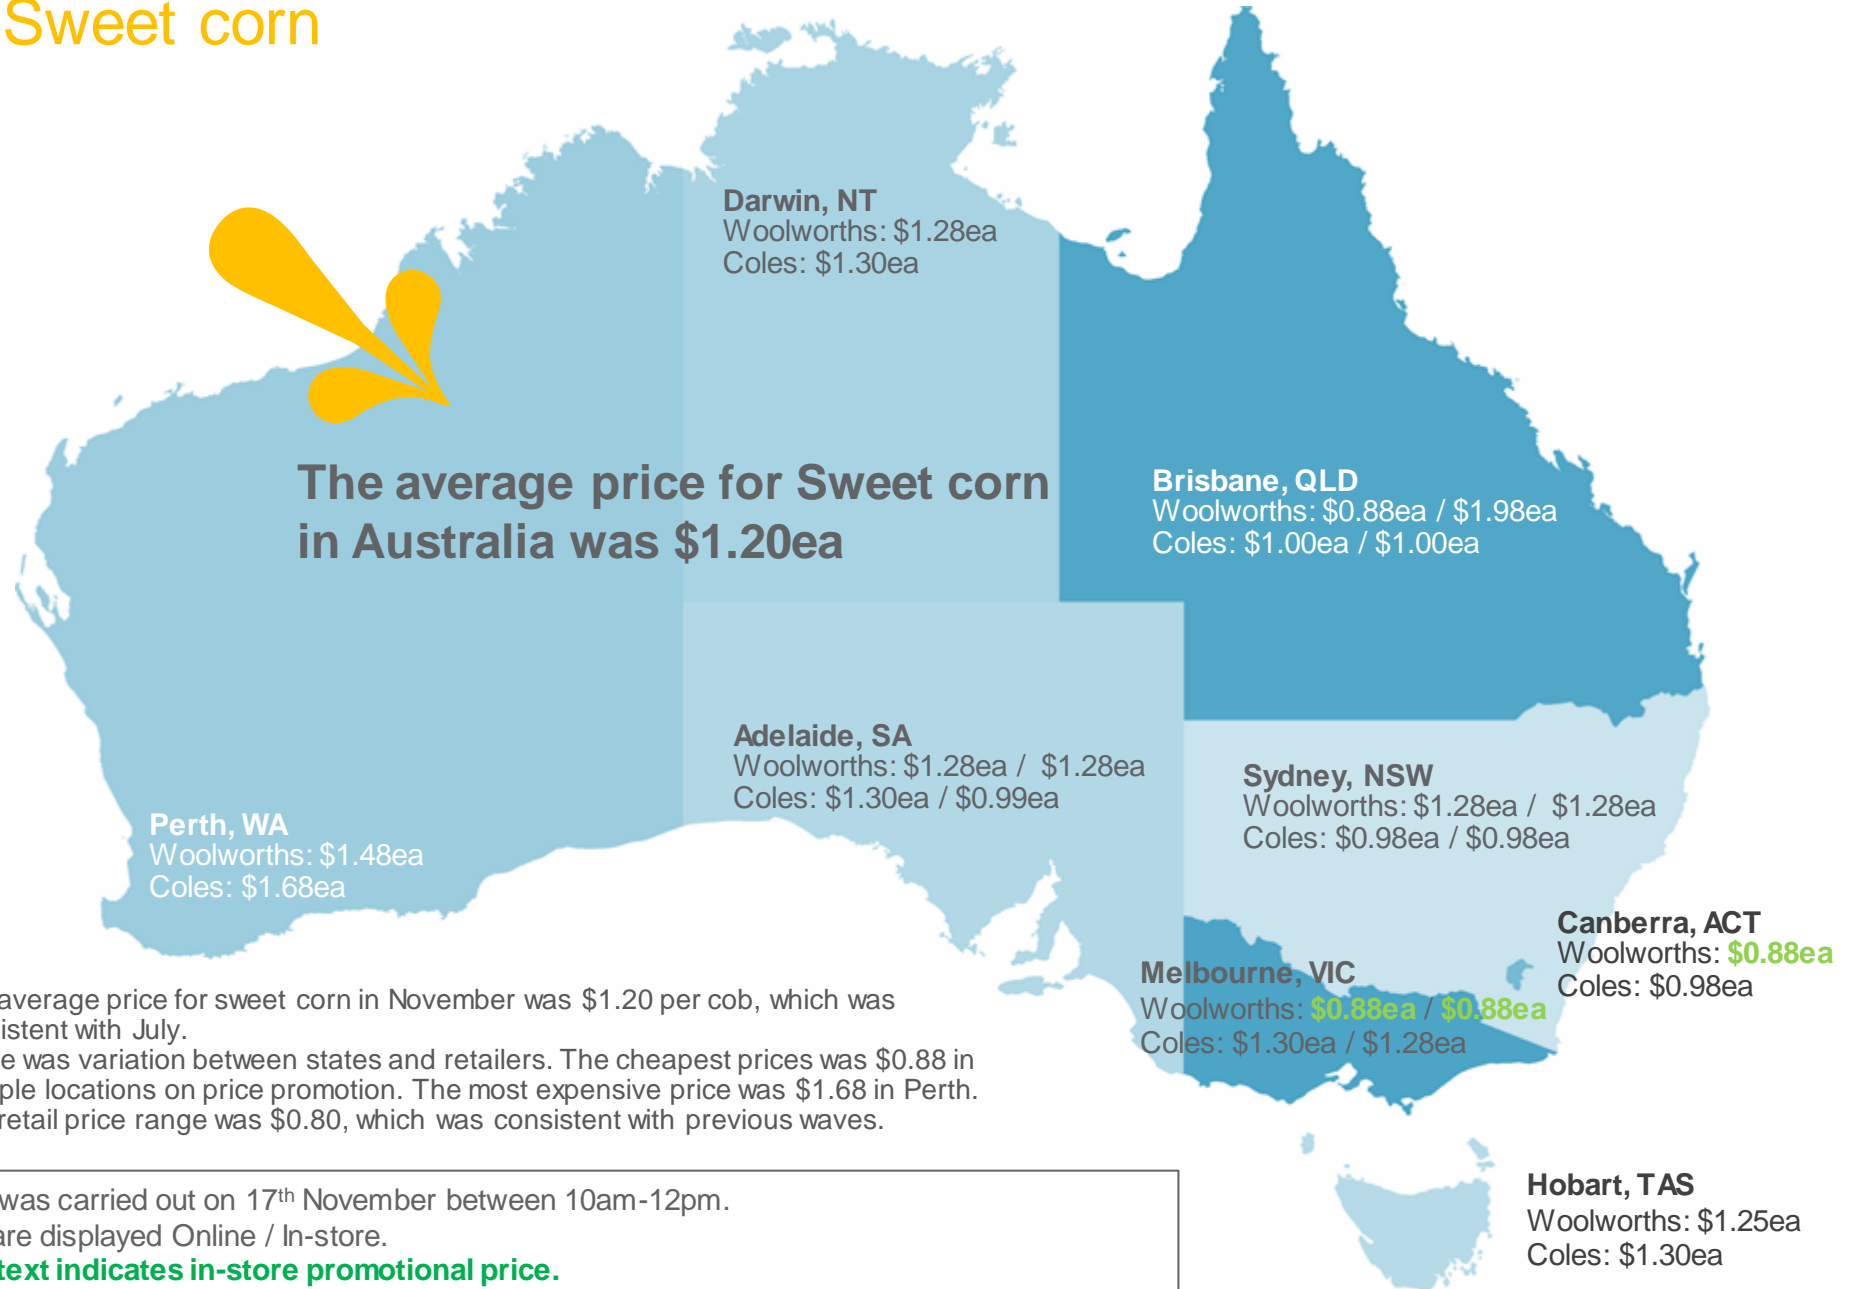 Sweet corn
Darwin, NT
Woolworths: $1.28ea
Coles: $1.30ea
The average price for Sweet corn
in Australia was $1.20ea
Brisbane, QLD
Woolworths: $0.88ea / $1.98ea
Coles: $1.00ea / $1.00ea
Adelaide, SA
Woolworths: $1.28ea / $1.28ea
Coles: $1.30ea / $0.99ea
Sydney, NSW
Woolworths: $1.28ea / $1.28ea
Coles: $0.98ea / $0.98ea
Perth, WA
Woolworths: $1.48ea
Coles: $1.68ea
Canberra, ACT
Woolworths: $0.88ea
Coles: $0.98ea
Melbourne, VIC
Woolworths: $0.88ea / $0.88ea
Coles: $1.30ea / $1.28ea
average price for sweet corn in November was $1.20 per cob, which was
istent with July.
e was variation between states and retailers. The cheapest prices was $0.88 in
ple locations on price promotion. The most expensive price was $1.68 in Perth.
retail price range was $0.80, which was consistent with previous waves.
was carried out on 17th November between 10am-12pm.
are displayed Online / In-store.
text indicates in-store promotional price.
Hobart, TAS
Woolworths: $1.25ea
Coles: $1.30ea